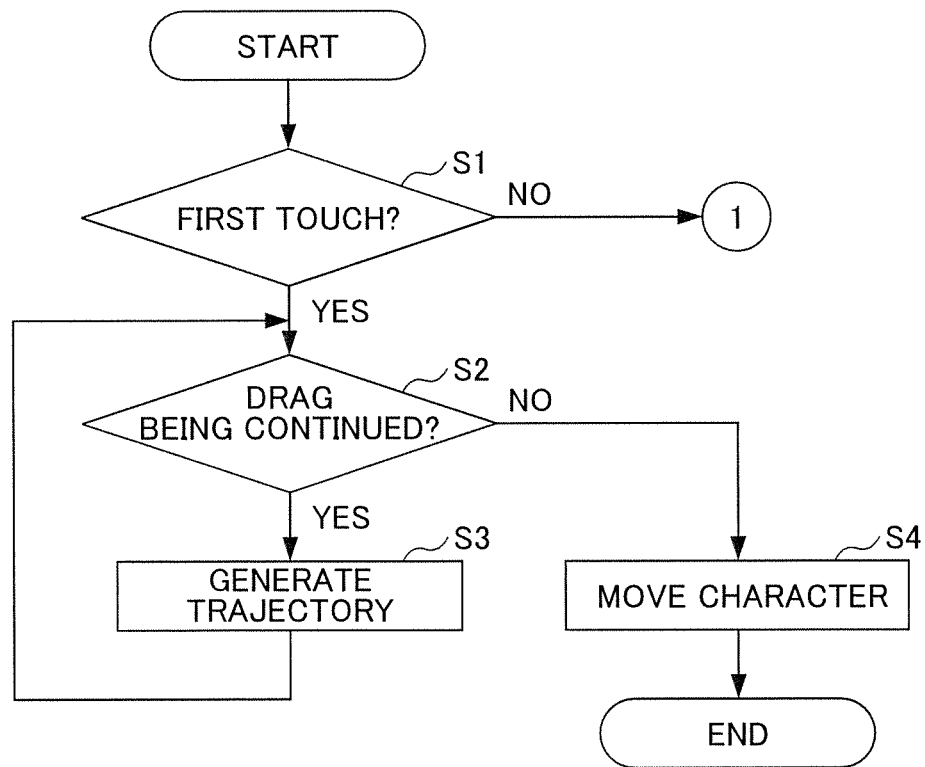 START
S1
FIRST TOUCH?
NO
1
YES
S2
DRAG
BEING CONTINUED?
NO
YES
S3
GENERATE
TRAJECTORY
S4
MOVE CHARACTER
END